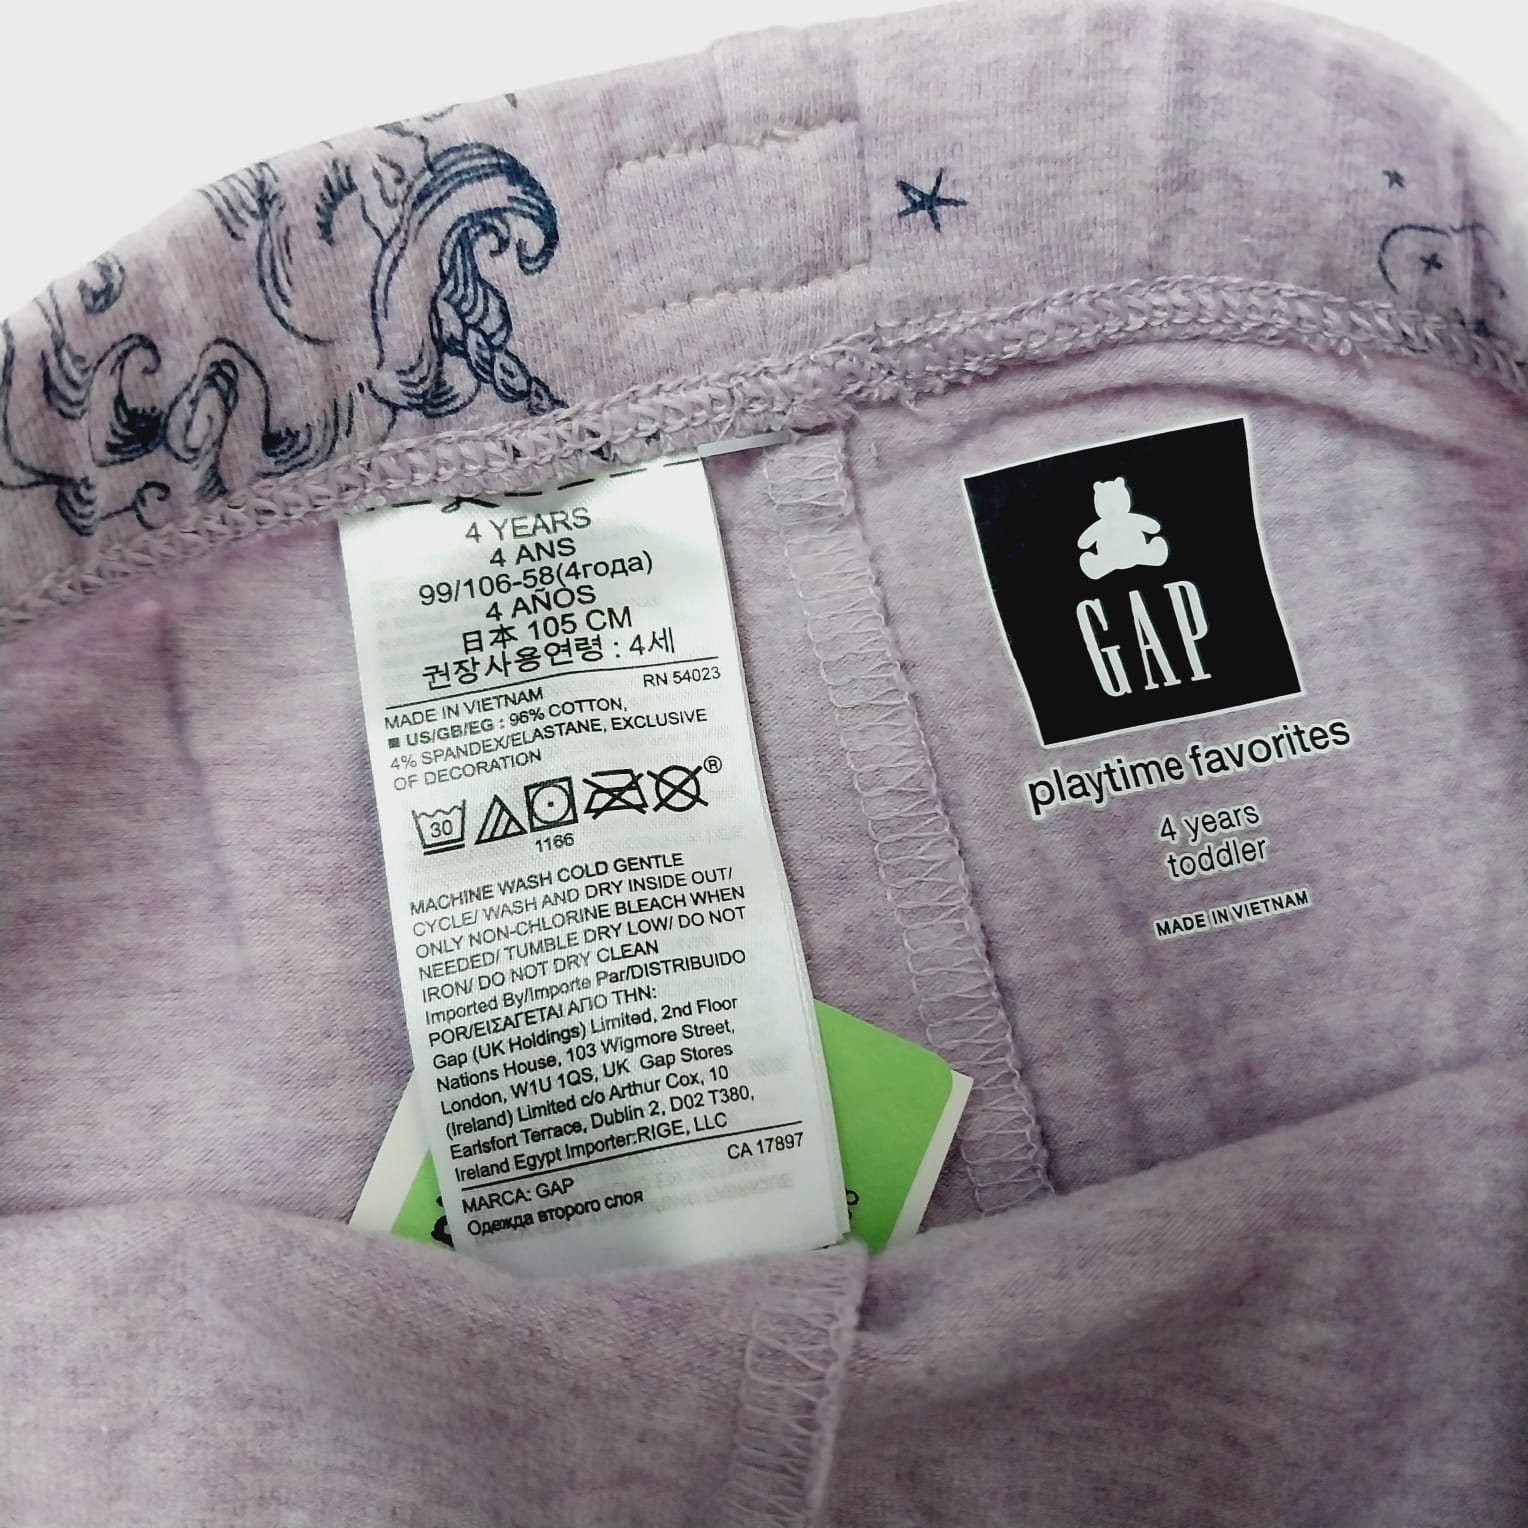 4 YEARS
4 ANS
99/106-58(4года)
4 AÑOS
日本 105 CM
권장사용연령 : 4세
RN 54023
MADE IN VIETNAM
■ US/GB/EG : 96% COTTON,
4% SPANDEX/ELASTANE, EXCLUSIVE
OF DECORATION
30
®
1166
MACHINE WASH COLD GENTLE
CYCLE/ WASH AND DRY INSIDE OUT/
ONLY NON-CHLORINE BLEACH WHEN
NEEDED/ TUMBLE DRY LOW/ DO NOT
IRON/ DO NOT DRY CLEAN
Imported By/Importe Par/DISTRIBUIDO
POR/ΕΙΣΑΓΕΤΑΙ ΑΠΟ ΤΗΝ:
Gap (UK Holdings) Limited, 2nd Floor
Nations House, 103 Wigmore Street,
London, W1U 1QS, UK Gap Stores
(Ireland) Limited c/o Arthur Cox, 10
Earlsfort Terrace, Dublin 2, D02 T380,
Ireland Egypt Importer:RIGE, LLC
CA 17897
MARCA: GAP
Одежда второго слоя
GAP
playtime favorites
4 years
toddler
MADE IN VIETNAM